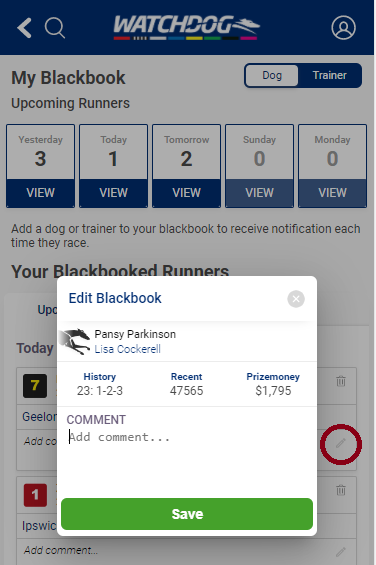 WATCHDOG
My Blackbook
Dog
Trainer
Upcoming Runners
Yesterday
3
VIEW
Today
1
VIEW
Tomorrow
2
VIEW
Sunday
0
VIEW
Monday
0
VIEW
Add a dog or trainer to your blackbook to receive notification each
time they race.
Your Blackbooked Runners
Today
Edit Blackbook
Pansy Parkinson
Lisa Cockerell
History
23: 1-2-3
Recent
47565
Prizemoney
$1,795
COMMENT
Add comment...
Save
7
Add co
1
Ipswic
Add comment...